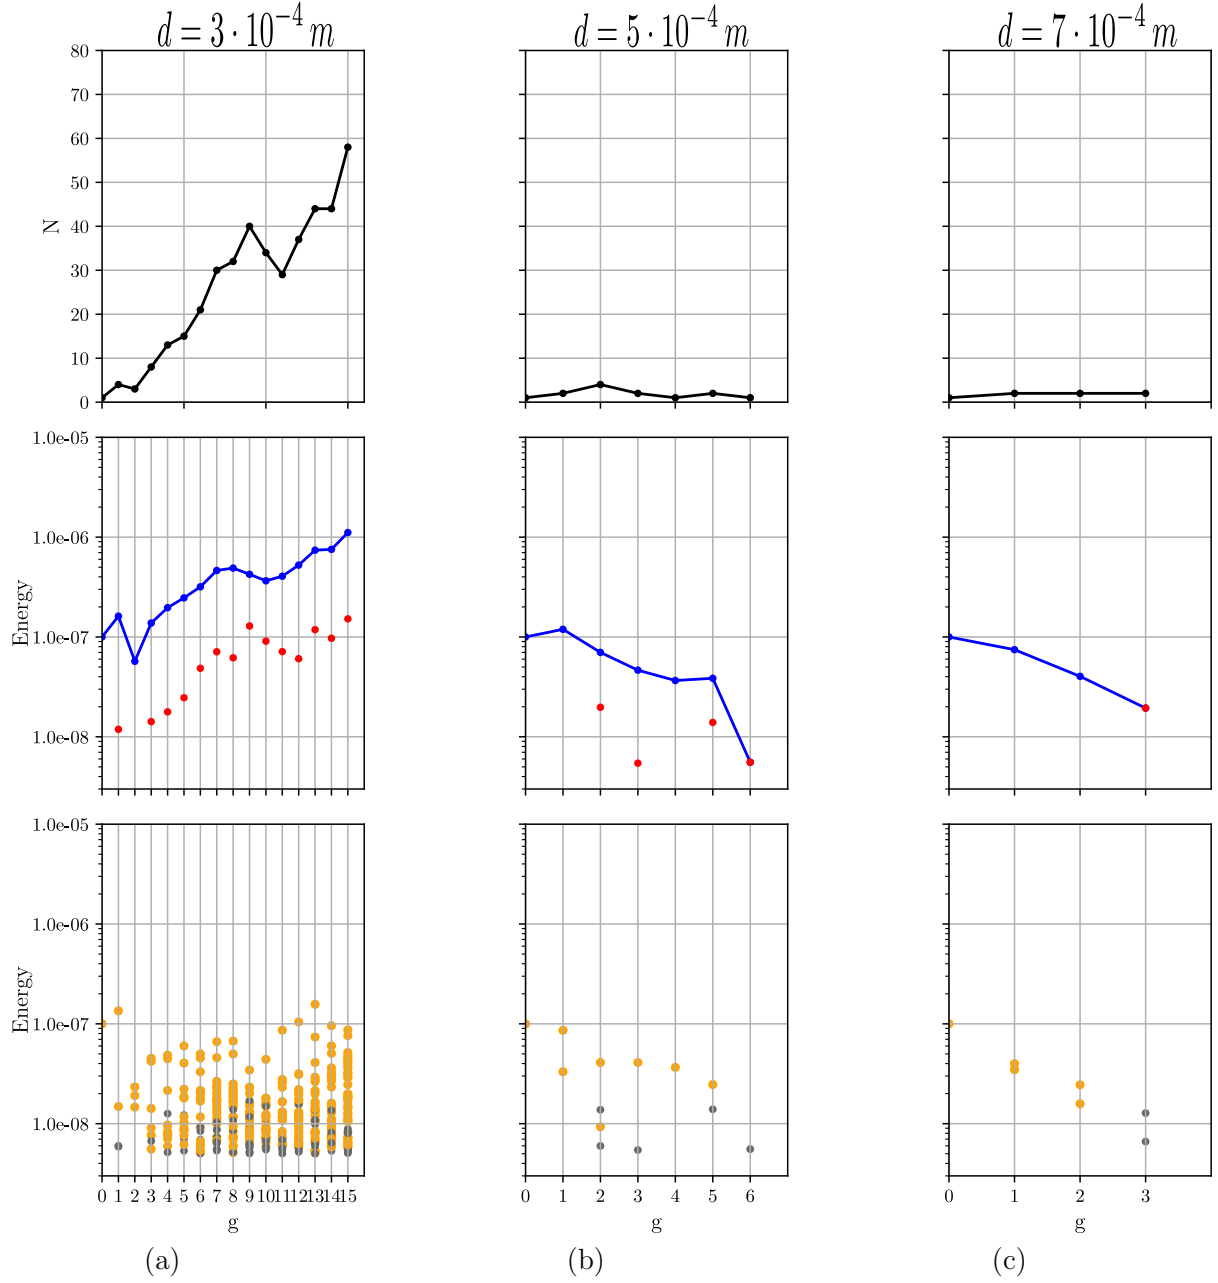 d = 3 · 10⁻⁴ m d = 5 · 10⁻⁴ m d = 7 · 10⁻⁴ m
80
70
60
50
40
30
20
10
0
N
1.0e-05
1.0e-06
1.0e-07
1.0e-08
Energy
1.0e-05
1.0e-06
1.0e-07
1.0e-08
Energy
0 1 2 3 4 5 6 7 8 9 10 11 12 13 14 15 0 1 2 3 4 5 6 0 1 2 3
g g g
(a) (b) (c)